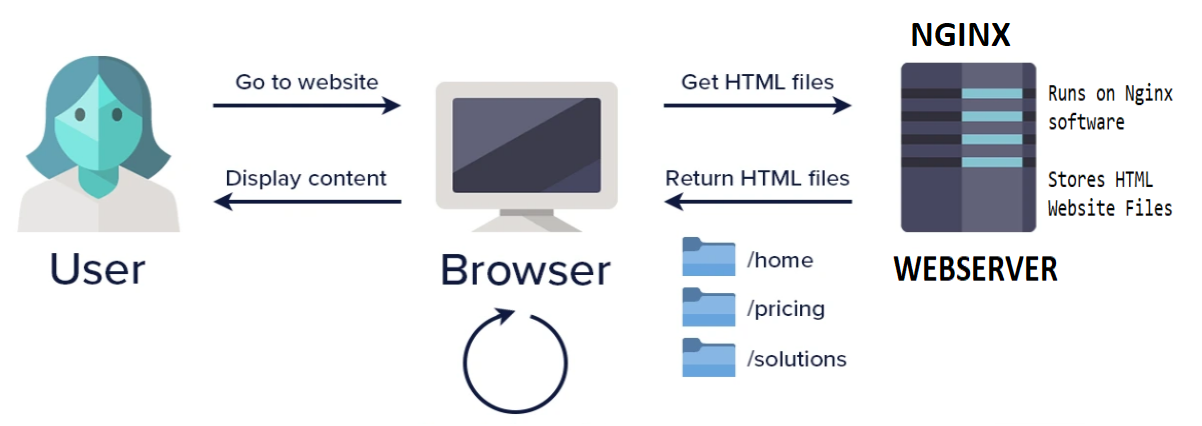 NGINX
Go to website
Get HTML files
Runs on Nginx
software
Display content
Return HTML files
Stores HTML
Website Files
User
Browser
WEBSERVER
/home
/pricing
/solutions